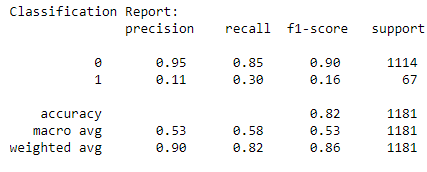 Classification Report:
precision recall f1-score support
0 0.95 0.85 0.90 1114
1 0.11 0.30 0.16 67
accuracy 0.82 1181
macro avg 0.53 0.58 0.53 1181
weighted avg 0.90 0.82 0.86 1181